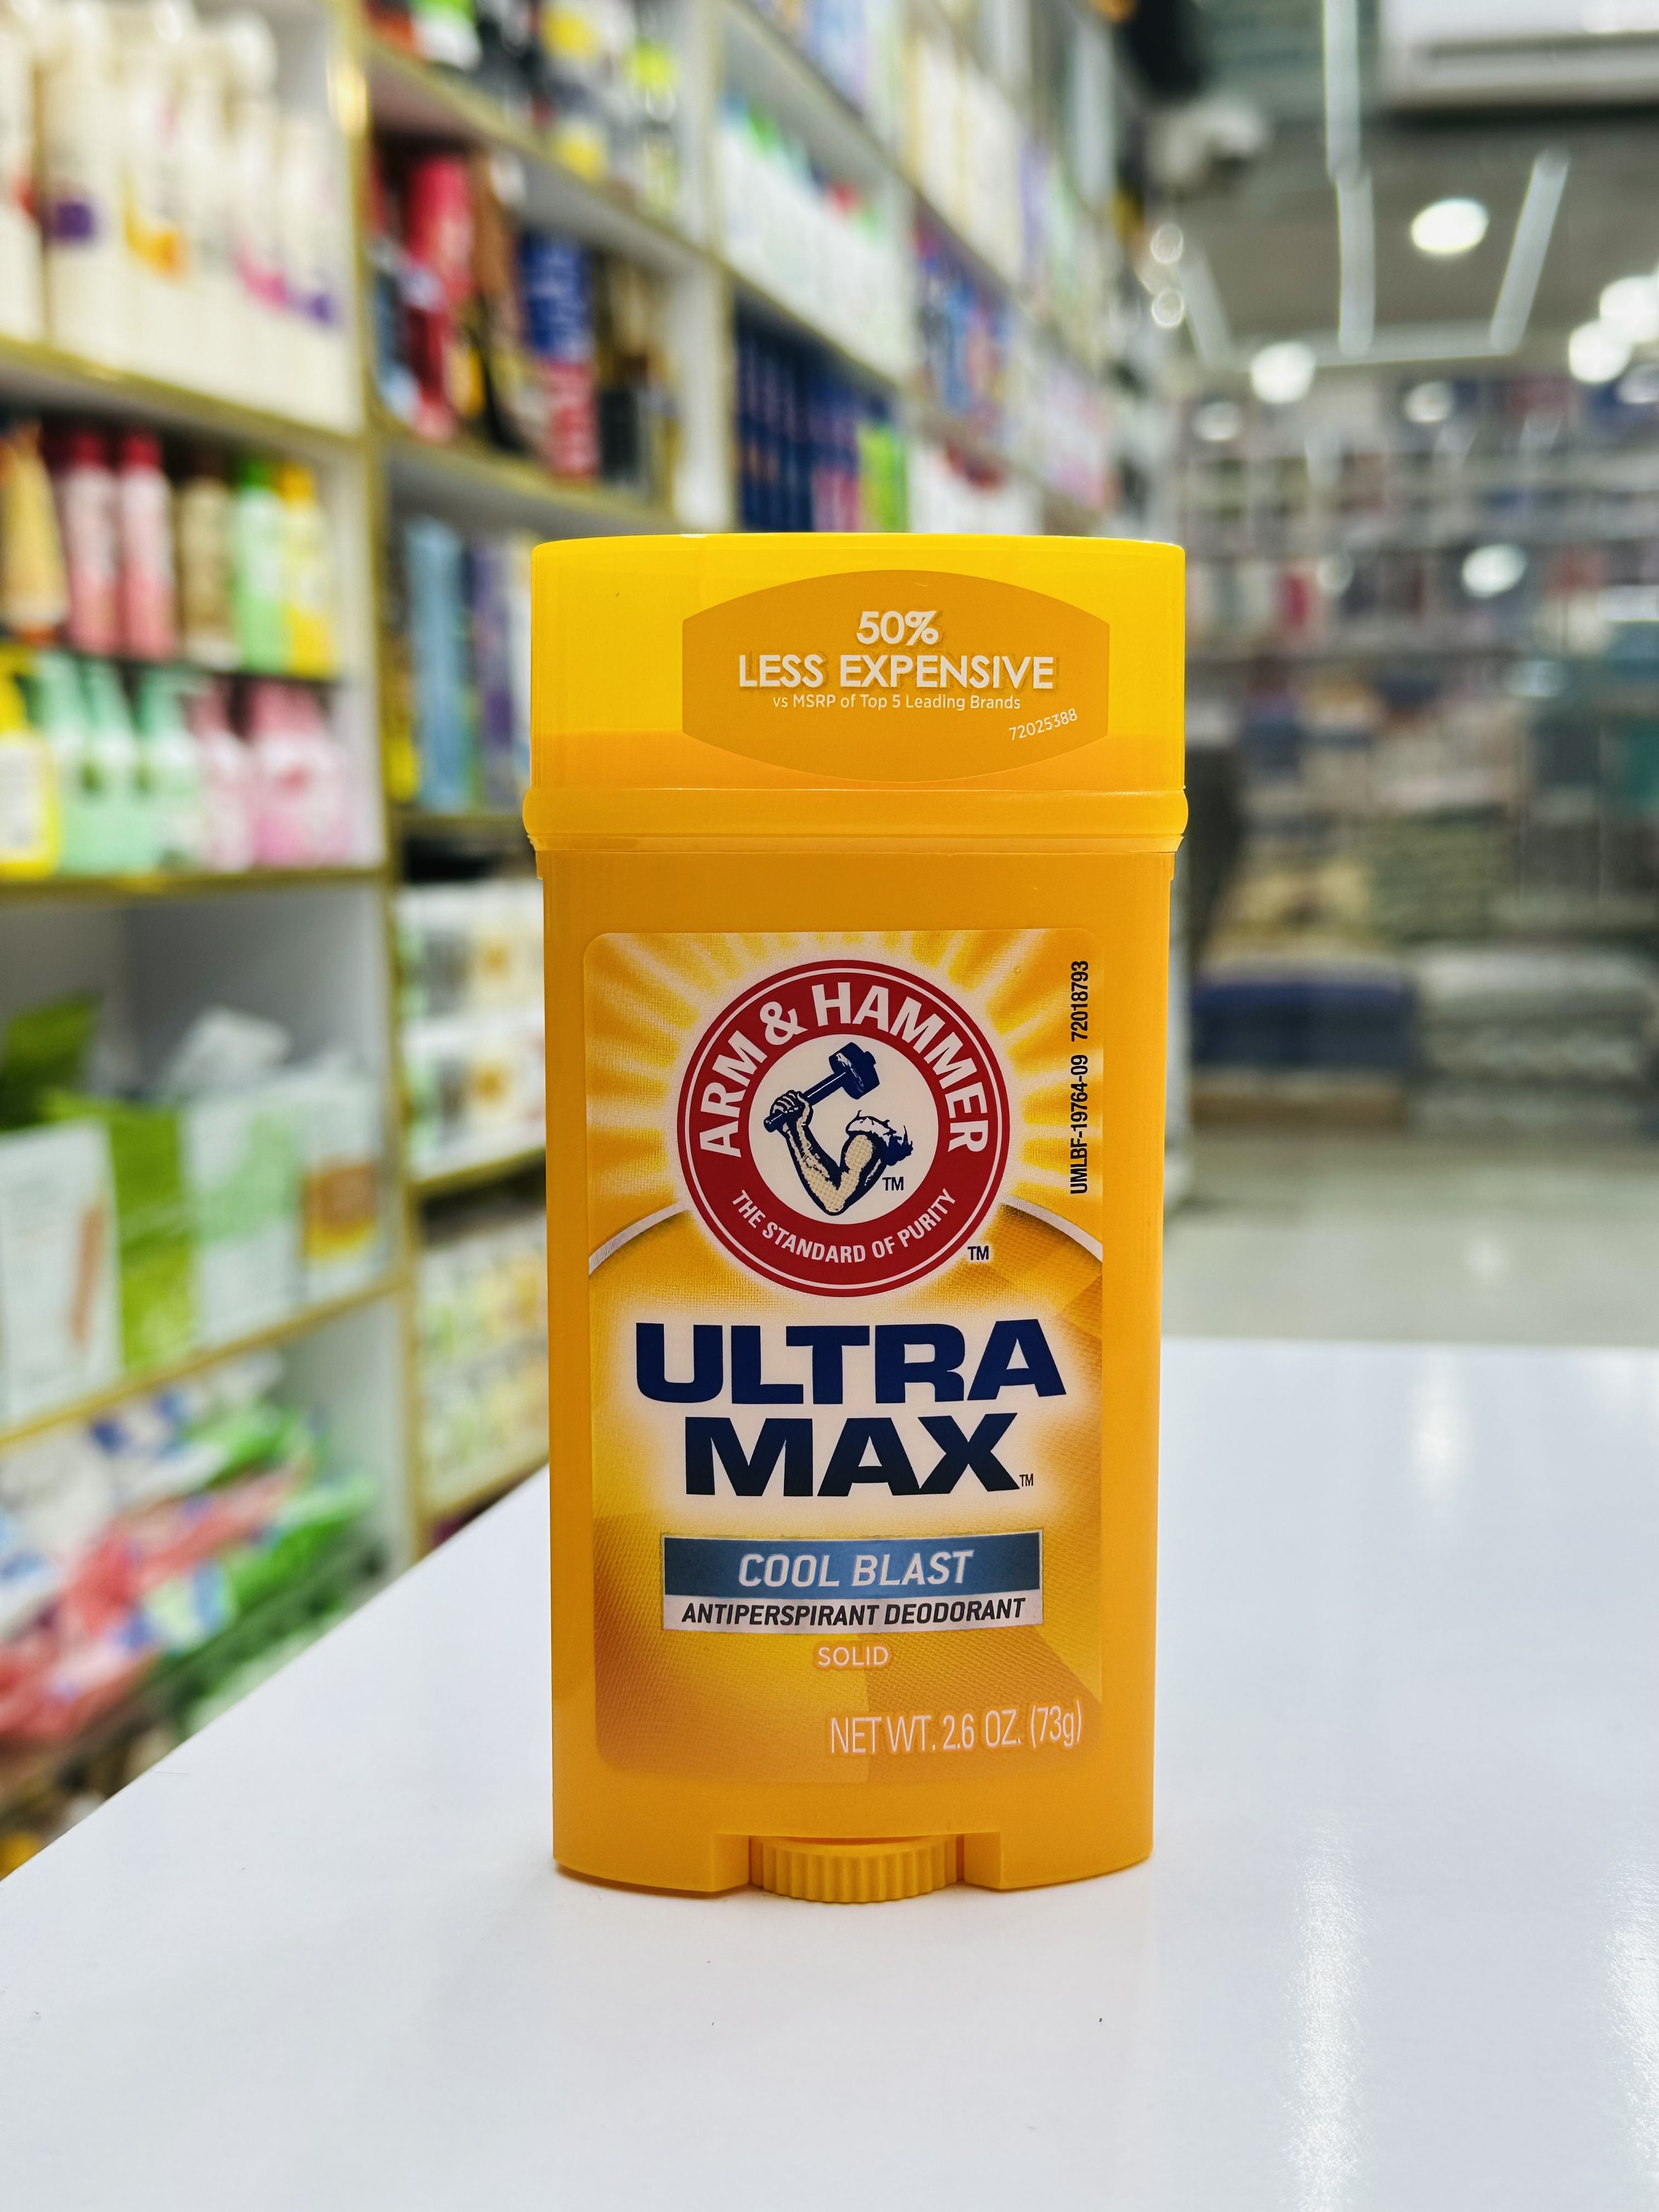 50%
LESS EXPENSIVE
vs MSRP of Top 5 Leading Brands
72025388
ARM & HAMMER
TM
THE STANDARD OF PURITY
TM
UMLBF-19764-09 72018793
ULTRA
MAX TM
COOL BLAST
ANTIPERSPIRANT DEODORANT
SOLID
NET WT. 2.6 OZ. (73g)